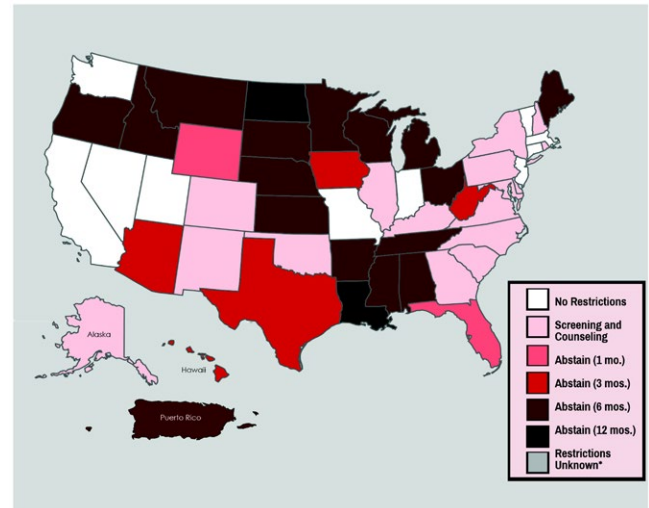 Alaska
Hawaii
Puerto Rico
No Restrictions
Screening and
Counseling
Abstain (1 mo.)
Abstain (3 mos.)
Abstain (6 mos.)
Abstain (12 mos.)
Restrictions
Unknown*